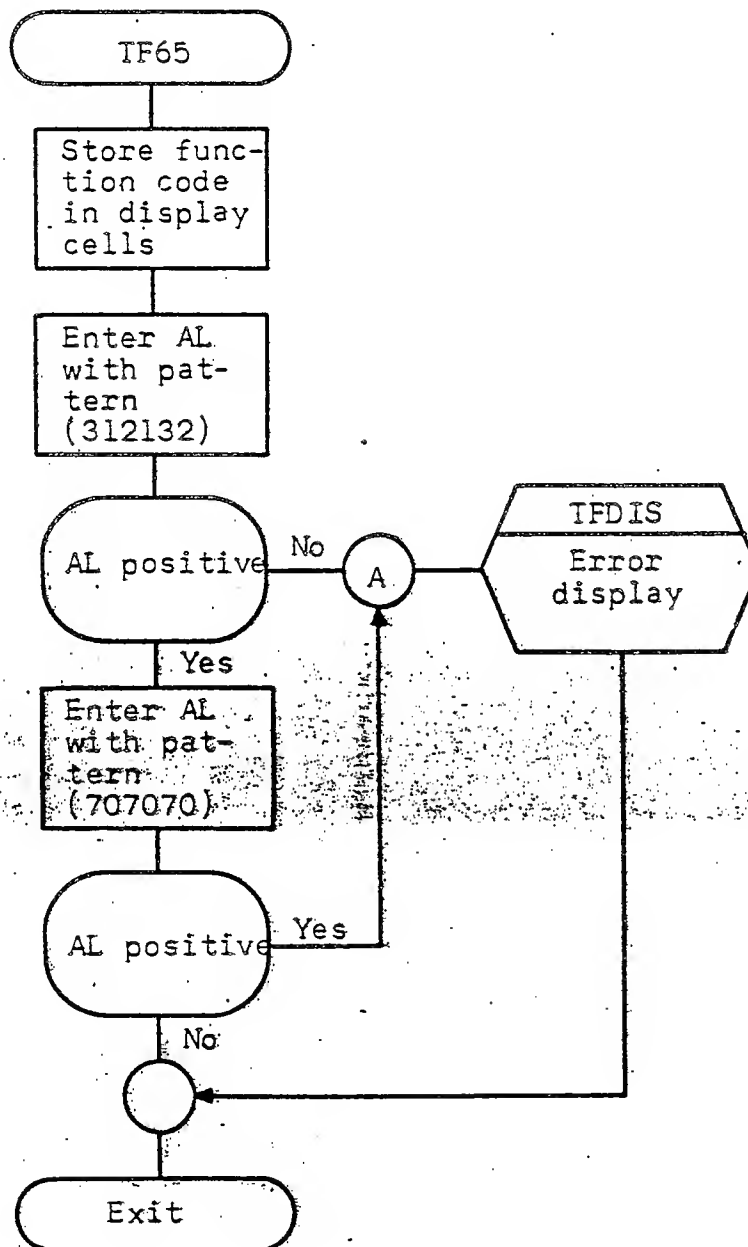 TF65
Store func-
tion code
in display
cells
Enter AL
with pat-
tern
(312132)
AL positive
No
A
TFDIS
Error
display
Yes
Enter AL
with pat-
tern
(707070)
AL positive
Yes
No
Exit